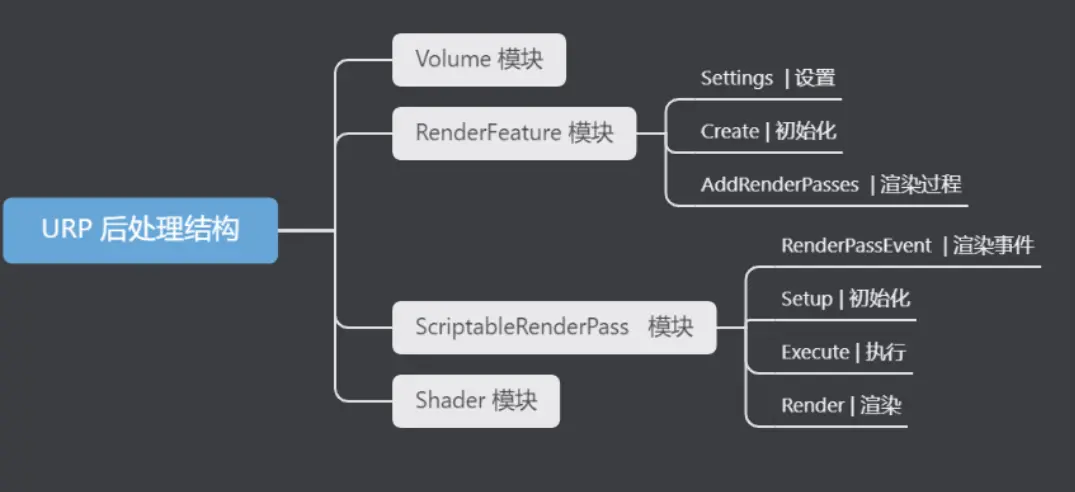 URP 后处理结构
Volume 模块
RenderFeature 模块
Settings | 设置
Create | 初始化
AddRenderPasses | 渲染过程
ScriptableRenderPass 模块
RenderPassEvent | 渲染事件
Setup | 初始化
Execute | 执行
Render | 渲染
Shader 模块